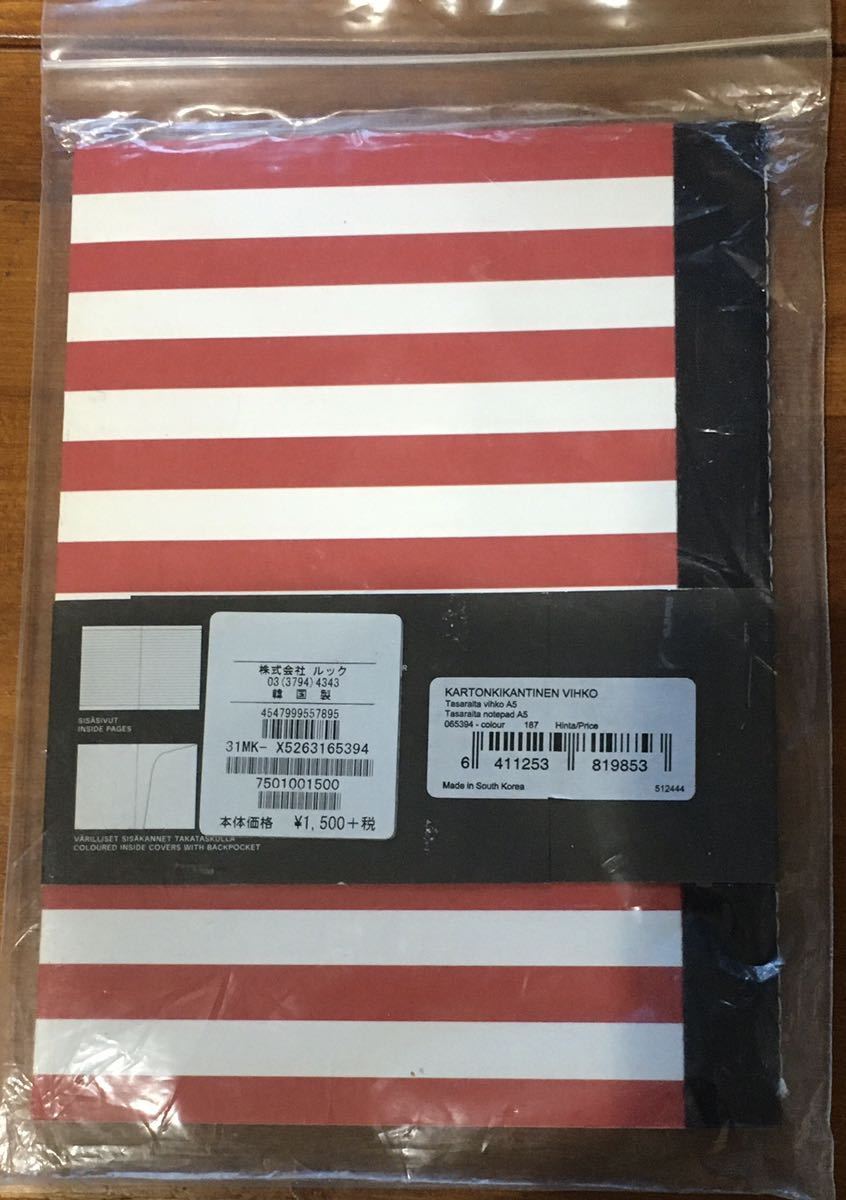 SISÄSIVUT
INSIDE PAGES
VÄRILLISET SISÄKANNET TAKATASKULLA
COLOURED INSIDE COVERS WITH BACKPOCKET
株式会社 ルック
03(3794)4343
韓 国 製
4547999557895
31MK- X5263165394
7501001500
本体価格 ¥1,500+税
KARTONKIKANTINEN VIHKO
Tasaraita vihko A5
Tasaraita notepad A5
065394 - colour 187 Hinta/Price
6 411253 819853
Made in South Korea 512444